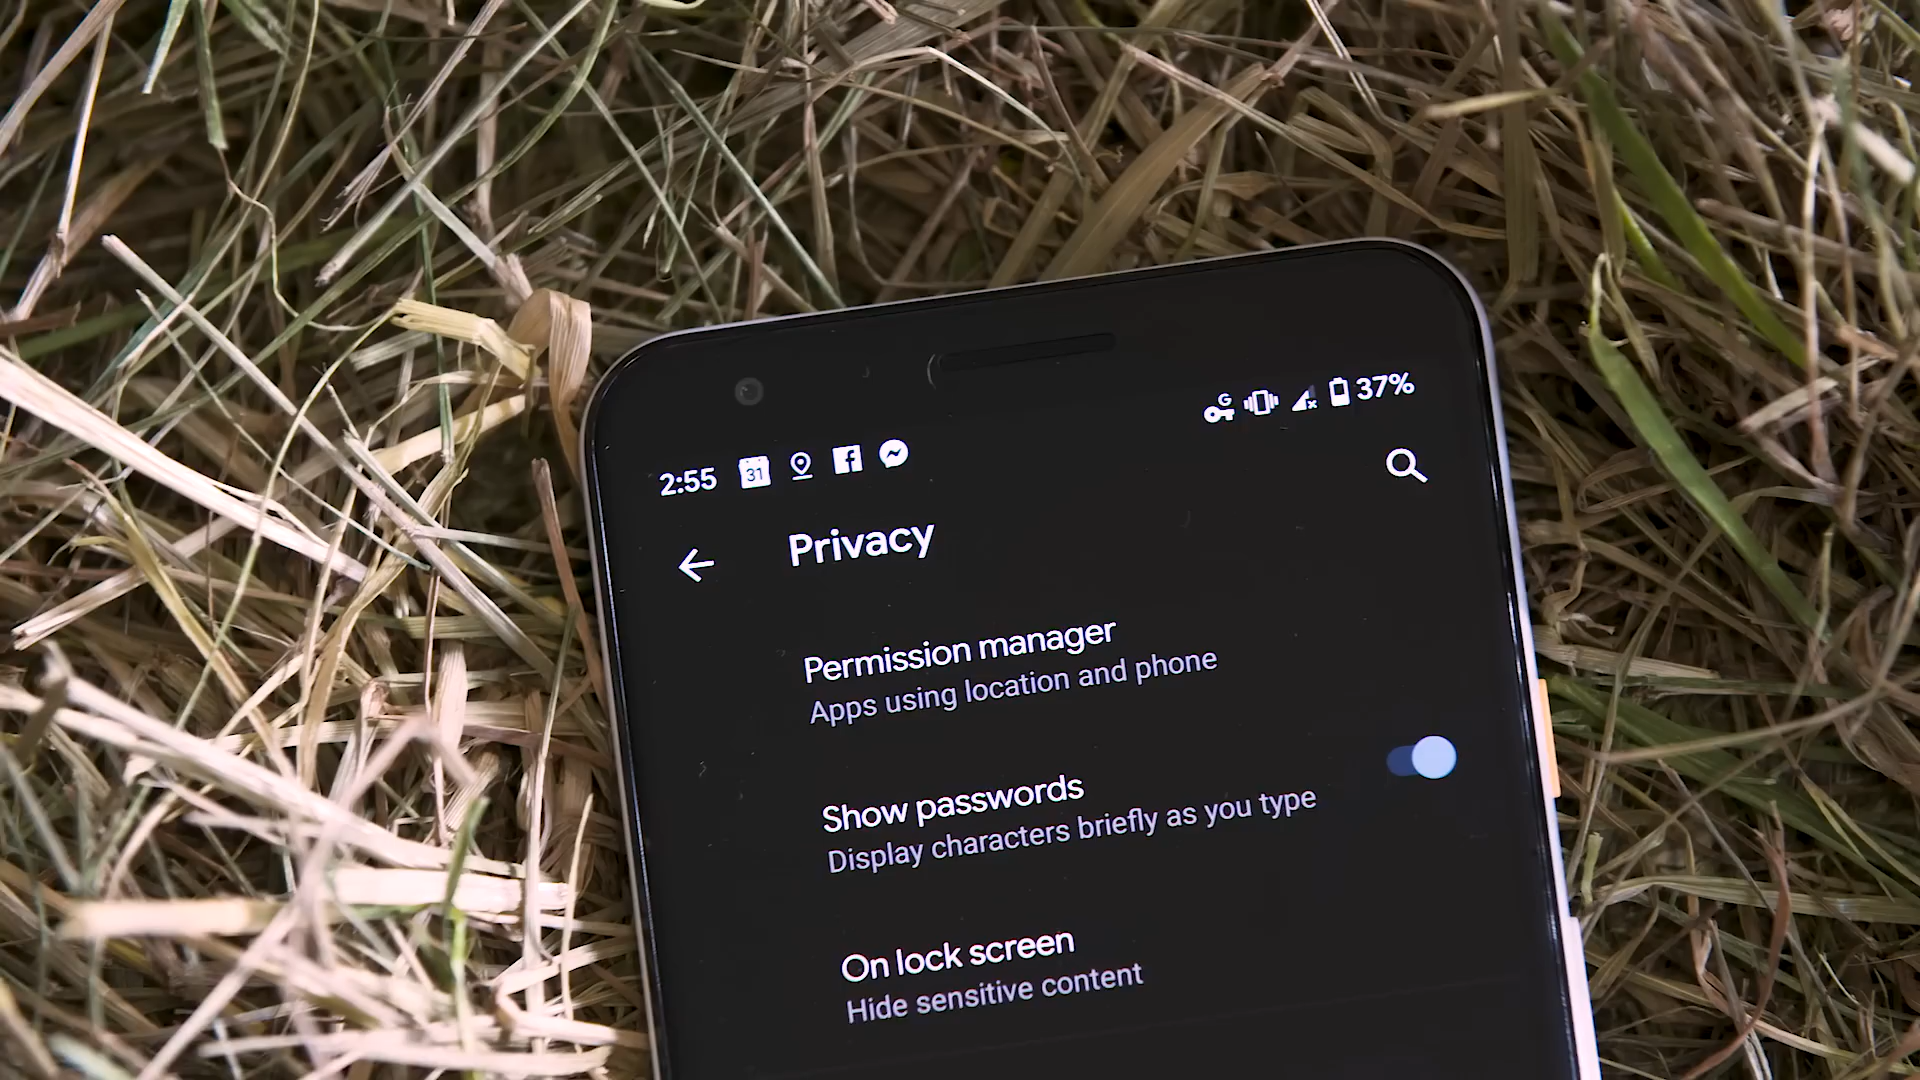 37%
2:55 31
Privacy
Permission manager
Apps using location and phone
Show passwords
Display characters briefly as you type
On lock screen
Hide sensitive content